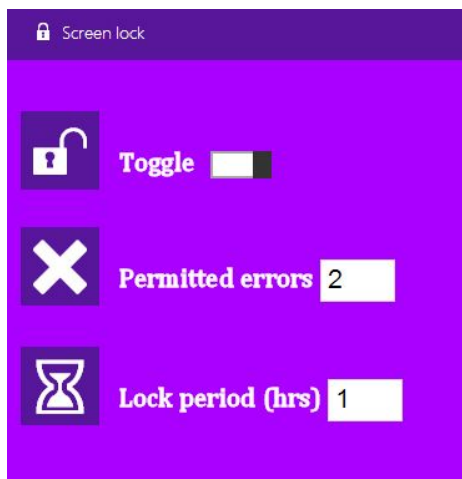 Screen lock
Toggle
Permitted errors 2
Lock period (hrs) 1